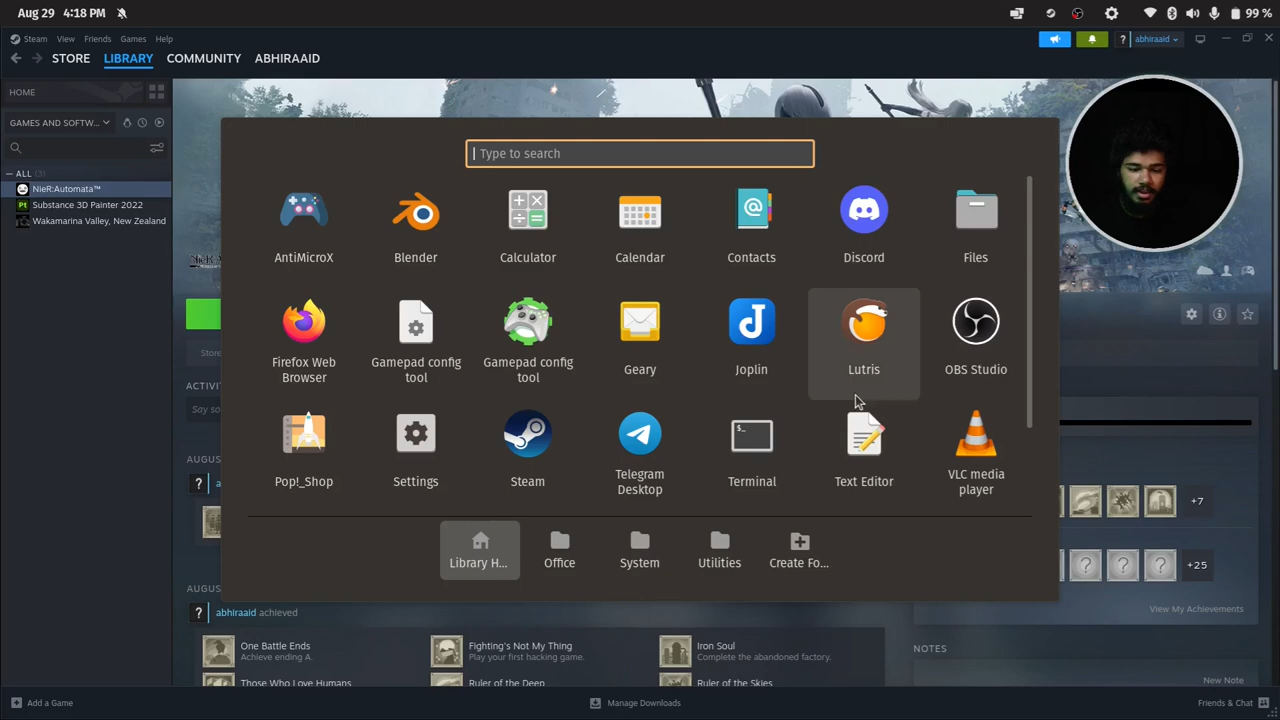 Aug 29 4:18 PM
99 %
Steam View Friends Games Help
? abhiraaid
STORE LIBRARY COMMUNITY ABHIRAAID
HOME
GAMES AND SOFTW...
ALL (3)
NieR:Automata™
Pt Substance 3D Painter 2022
Wakamarina Valley, New Zealand
Type to search
AntiMicroX
Blender
Calculator
Calendar
Contacts
Discord
Files
Firefox Web
Browser
Gamepad config
tool
Gamepad config
tool
Geary
Joplin
Lutris
OBS Studio
Pop!_Shop
Settings
Steam
Telegram
Desktop
Terminal
Text Editor
VLC media
player
Library H...
Office
System
Utilities
Create Fo...
Store
ACTIVI
Say so
AUGUS
?
AUGUS
? abhiraaid achieved
One Battle Ends
Achieve ending A.
Fighting's Not My Thing
Play your first hacking game.
Iron Soul
Complete the abandoned factory.
Those Who Love Humans
Ruler of the Deep
Ruler of the Skies
+7
+25
View My Achievements
NOTES
New Note
Add a Game
Manage Downloads
Friends & Chat